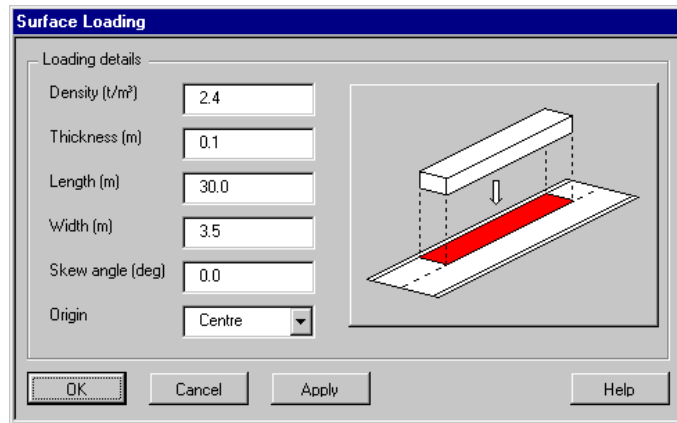 Surface Loading
Loading details
Density (t/m³) 2.4
Thickness (m) 0.1
Length (m) 30.0
Width (m) 3.5
Skew angle (deg) 0.0
Origin Centre
OK Cancel Apply Help